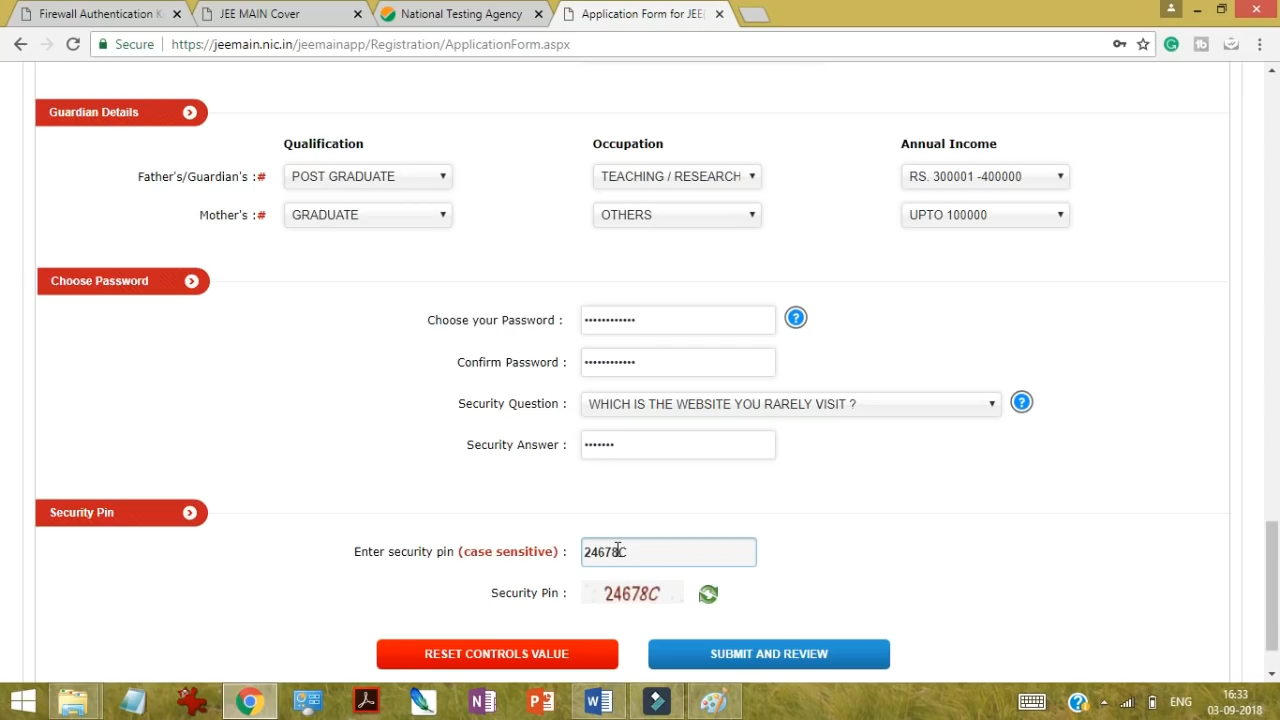 Firewall Authentication K
JEE MAIN Cover
National Testing Agency
Application Form for JEE(
Secure https://jeemain.nic.in/jeemainapp/Registration/ApplicationForm.aspx
Guardian Details
Qualification Occupation Annual Income
Father's/Guardian's :# POST GRADUATE TEACHING / RESEARCH RS. 300001 -400000
Mother's :# GRADUATE OTHERS UPTO 100000
Choose Password
Choose your Password :
Confirm Password :
Security Question : WHICH IS THE WEBSITE YOU RARELY VISIT ?
Security Answer :
Security Pin
Enter security pin (case sensitive) : 24678C
Security Pin : 24678C
RESET CONTROLS VALUE SUBMIT AND REVIEW
ENG 16:33
03-09-2018